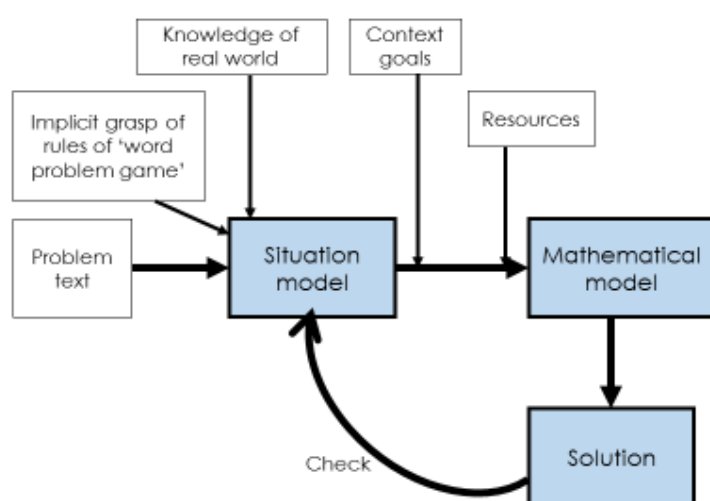 Knowledge of
real world
Context
goals
Implicit grasp of
rules of ‘word
problem game’
Resources
Problem
text
Situation
model
Mathematical
model
Check
Solution